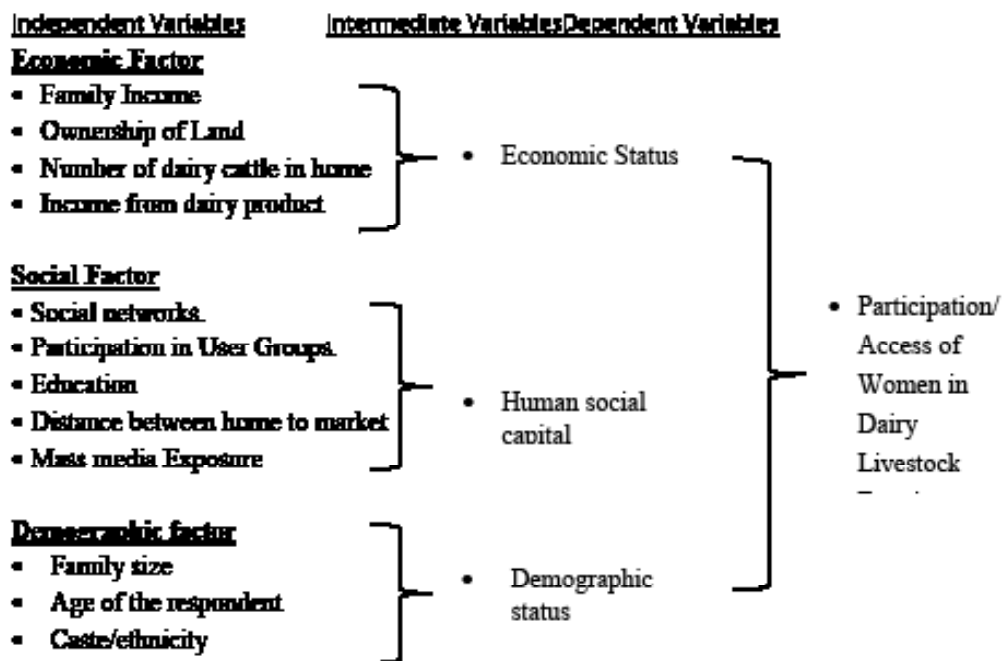 Independent Variables Intermediate VariablesDependent Variables
Economic Factor
• Family Income
• Ownership of Land
• Number of dairy cattle in home
• Income from dairy product
• Economic Status
Social Factor
• Social networks.
• Participation in User Groups.
• Education
• Distance between home to market
• Mass media Exposure
• Human social
capital
Demographic factor
• Family size
• Age of the respondent
• Caste/ethnicity
• Demographic
status
• Participation/
Access of
Women in
Dairy
Livestock